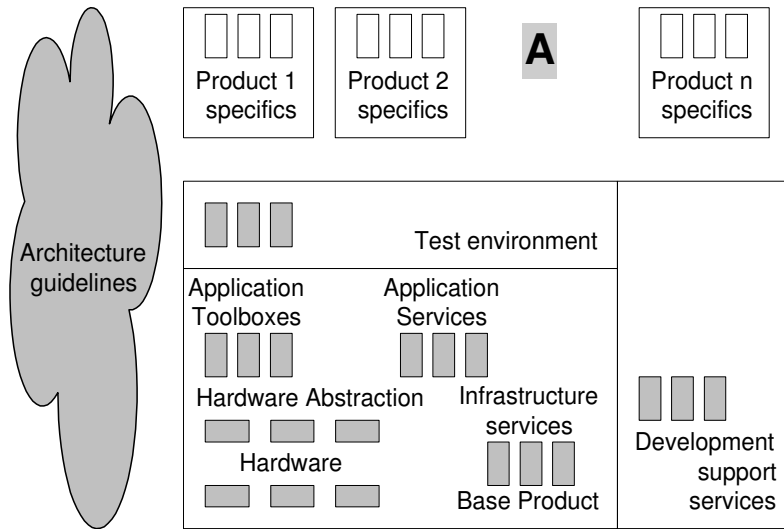 Product 1
specifics
Product 2
specifics
A
Product n
specifics
Architecture
guidelines
Test environment
Application
Toolboxes
Application
Services
Hardware Abstraction
Infrastructure
services
Hardware
Base Product
Development
support
services